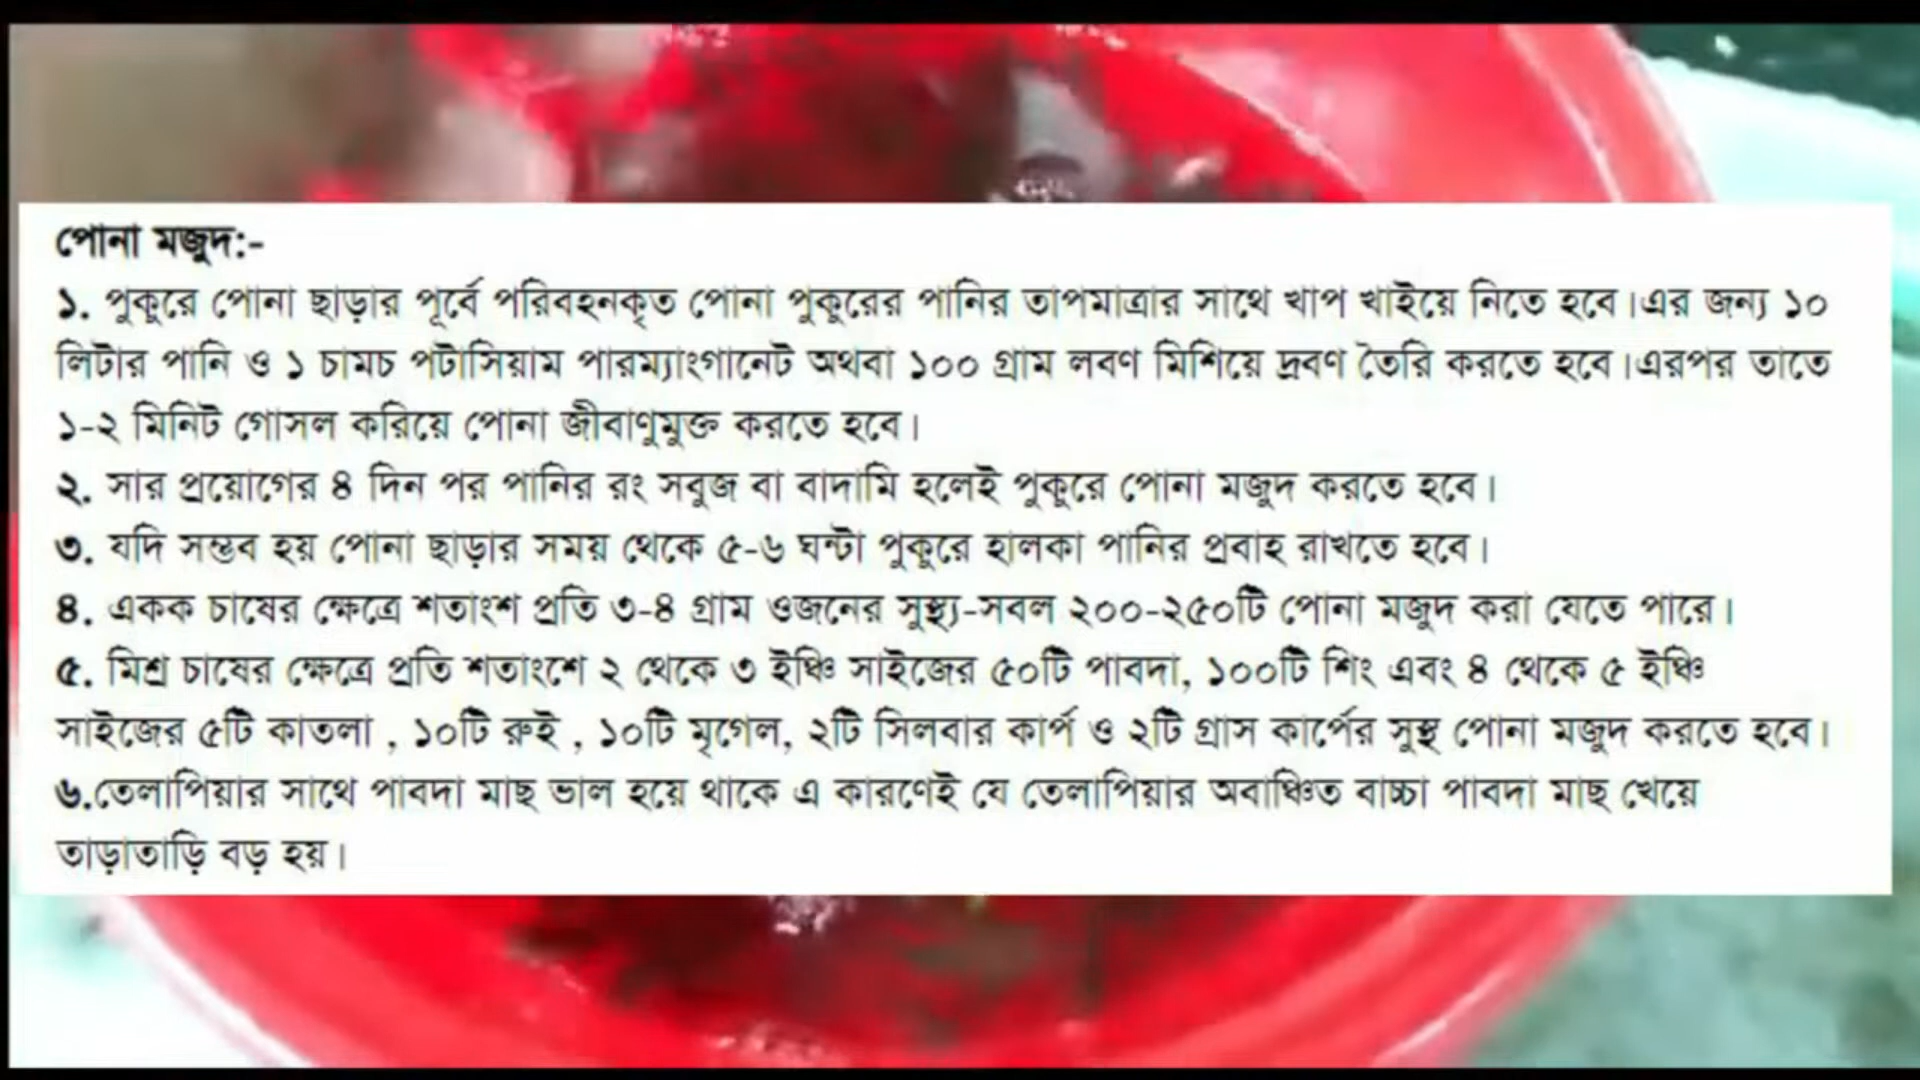 পোনা মজুদ:-
১. পুকুরে পোনা ছাড়ার পূর্বে পরিবহনকৃত পোনা পুকুরের পানির তাপমাত্রার সাথে খাপ খাইয়ে নিতে হবে।এর জন্য ১০
লিটার পানি ও ১ চামচ পটাসিয়াম পারম্যাংগানেট অথবা ১০০ গ্রাম লবণ মিশিয়ে দ্রবণ তৈরি করতে হবে।এরপর তাতে
১-২ মিনিট গোসল করিয়ে পোনা জীবাণুমুক্ত করতে হবে।
২. সার প্রয়োগের ৪ দিন পর পানির রং সবুজ বা বাদামি হলেই পুকুরে পোনা মজুদ করতে হবে।
৩. যদি সম্ভব হয় পোনা ছাড়ার সময় থেকে ৫-৬ ঘন্টা পুকুরে হালকা পানির প্রবাহ রাখতে হবে।
৪. একক চাষের ক্ষেত্রে শতাংশ প্রতি ৩-৪ গ্রাম ওজনের সুস্থ্য-সবল ২০০-২৫০টি পোনা মজুদ করা যেতে পারে।
৫. মিশ্র চাষের ক্ষেত্রে প্রতি শতাংশে ২ থেকে ৩ ইঞ্চি সাইজের ৫০টি পাবদা, ১০০টি শিং এবং ৪ থেকে ৫ ইঞ্চি
সাইজের ৫টি কাতলা , ১০টি রুই , ১০টি মৃগেল, ২টি সিলবার কার্প ও ২টি গ্রাস কার্পের সুস্থ পোনা মজুদ করতে হবে।
৬.তেলাপিয়ার সাথে পাবদা মাছ ভাল হয়ে থাকে এ কারণেই যে তেলাপিয়ার অবাঞ্চিত বাচ্চা পাবদা মাছ খেয়ে
তাড়াতাড়ি বড় হয়।